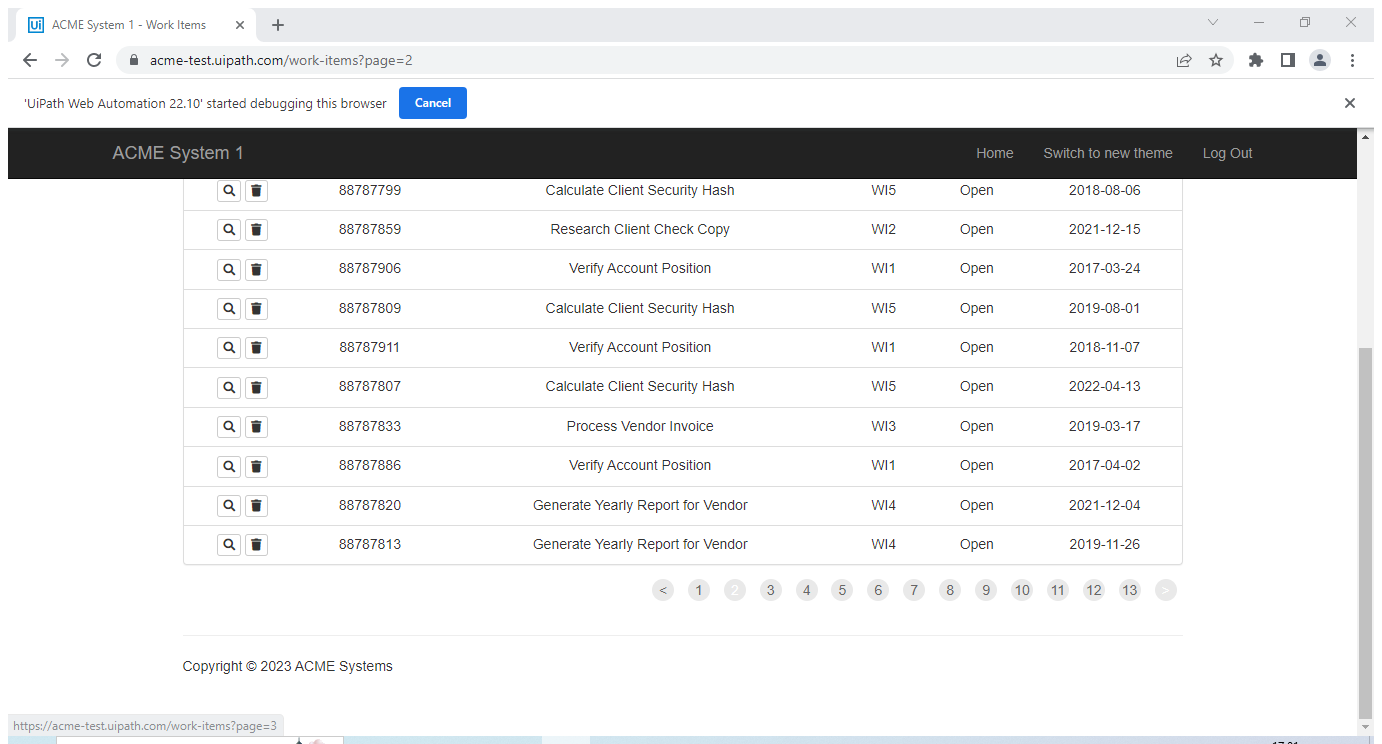 Ui ACME System 1 - Work Items
acme-test.uipath.com/work-items?page=2
'UiPath Web Automation 22.10' started debugging this browser Cancel
ACME System 1 Home Switch to new theme Log Out
88787799 Calculate Client Security Hash WI5 Open 2018-08-06
88787859 Research Client Check Copy WI2 Open 2021-12-15
88787906 Verify Account Position WI1 Open 2017-03-24
88787809 Calculate Client Security Hash WI5 Open 2019-08-01
88787911 Verify Account Position WI1 Open 2018-11-07
88787807 Calculate Client Security Hash WI5 Open 2022-04-13
88787833 Process Vendor Invoice WI3 Open 2019-03-17
88787886 Verify Account Position WI1 Open 2017-04-02
88787820 Generate Yearly Report for Vendor WI4 Open 2021-12-04
88787813 Generate Yearly Report for Vendor WI4 Open 2019-11-26
< 1 2 3 4 5 6 7 8 9 10 11 12 13 >
Copyright © 2023 ACME Systems
https://acme-test.uipath.com/work-items?page=3